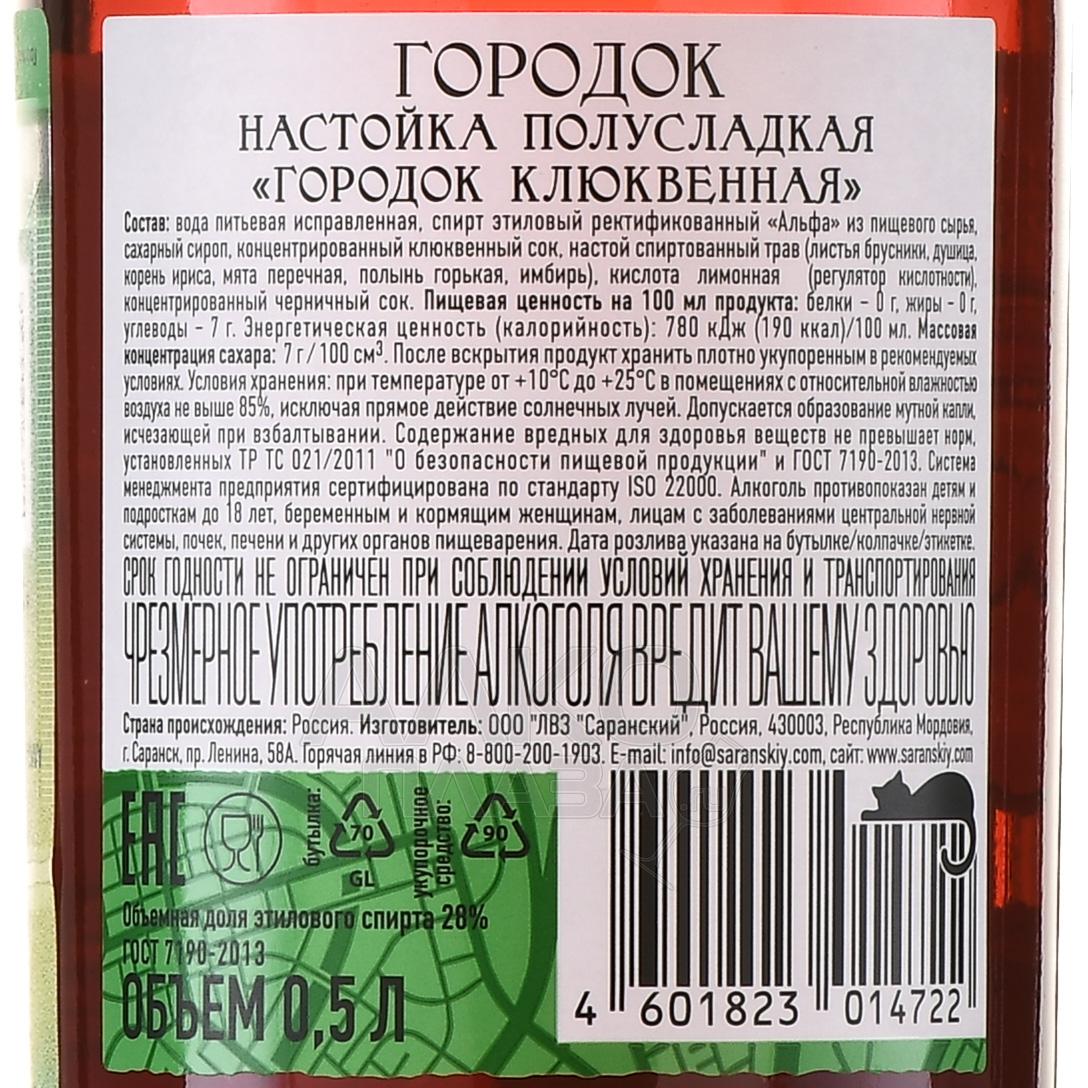 ГОРОДОК
НАСТОЙКА ПОЛУСЛАДКАЯ
«ГОРОДОК КЛЮКВЕННАЯ»
Состав: вода питьевая исправленная, спирт этиловый ректификованный «Альфа» из пищевого сырья,
сахарный сироп, концентрированный клюквенный сок, настой спиртованный трав (листья брусники, душица,
корень ириса, мята перечная, полынь горькая, имбирь), кислота лимонная (регулятор кислотности),
концентрированный черничный сок. Пищевая ценность на 100 мл продукта: белки – 0 г, жиры – 0 г,
углеводы – 7 г. Энергетическая ценность (калорийность): 780 кДж (190 ккал)/100 мл. Массовая
концентрация сахара: 7 г / 100 см³. После вскрытия продукт хранить плотно укупоренным в рекомендуемых
условиях. Условия хранения: при температуре от +10°С до +25°С в помещениях с относительной влажностью
воздуха не выше 85%, исключая прямое действие солнечных лучей. Допускается образование мутной капли,
исчезающей при взбалтывании. Содержание вредных для здоровья веществ не превышает норм,
установленных ТР ТС 021/2011 "О безопасности пищевой продукции" и ГОСТ 7190-2013. Система
менеджмента предприятия сертифицирована по стандарту ISO 22000. Алкоголь противопоказан детям и
подросткам до 18 лет, беременным и кормящим женщинам, лицам с заболеваниями центральной нервной
системы, почек, печени и других органов пищеварения. Дата розлива указана на бутылке/колпачке/этикетке.
СРОК ГОДНОСТИ НЕ ОГРАНИЧЕН ПРИ СОБЛЮДЕНИИ УСЛОВИЙ ХРАНЕНИЯ И ТРАНСПОРТИРОВАНИЯ
ЧРЕЗМЕРНОЕ УПОТРЕБЛЕНИЕ АЛКОГОЛЯ ВРЕДИТ ВАШЕМУ ЗДОРОВЬЮ
Страна происхождения: Россия. Изготовитель: ООО "ЛВЗ "Саранский", Россия, 430003, Республика Мордовия,
г. Саранск, пр. Ленина, 58А. Горячая линия в РФ: 8-800-200-1903. E-mail: info@saranskiy.com, сайт: www.saranskiy.com
АЛКО
ПЛАЗА.ru
EAC
бутылка:
70
GL
укупорочное
средство:
90
Объемная доля этилового спирта 28%
ГОСТ 7190-2013
ОБЪЕМ 0,5 Л
4 601823 014722